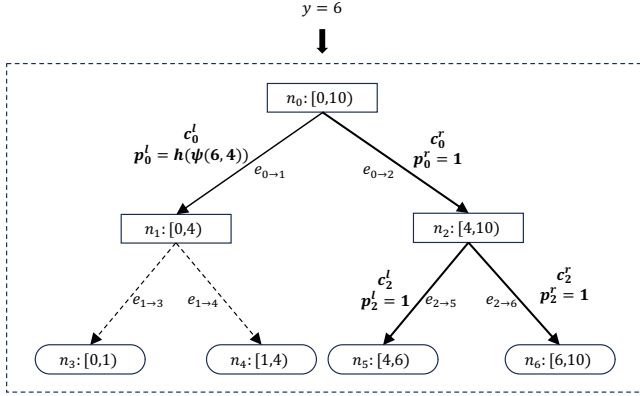 y = 6
n₀: [0,10)
c₀ˡ
p₀ˡ = h(ψ(6, 4))
e₀→₁
c₀ʳ
p₀ʳ = 1
e₀→₂
n₁: [0,4)
n₂: [4,10)
e₁→₃
e₁→₄
c₂ˡ
p₂ˡ = 1
e₂→₅
c₂ʳ
p₂ʳ = 1
e₂→₆
n₃: [0,1)
n₄: [1,4)
n₅: [4,6)
n₆: [6,10)